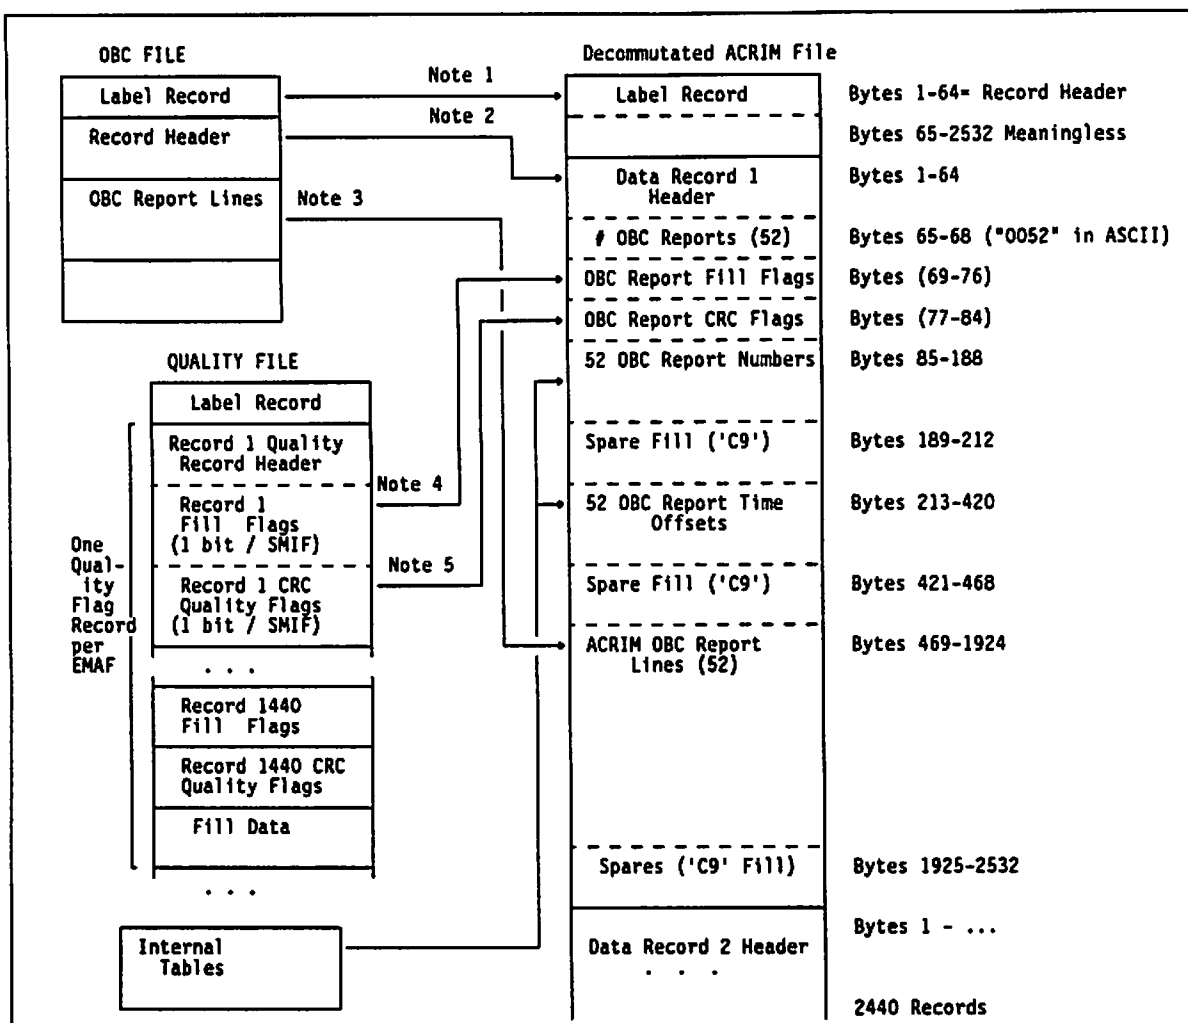 OBC FILE
Note 1
Label Record
Note 2
Record Header
OBC Report Lines
Note 3
QUALITY FILE
Label Record
Record 1 Quality
Record Header
Note 4
Record 1
Fill Flags
(1 bit / SMIF)
Note 5
Record 1 CRC
Quality Flags
(1 bit / SMIF)
. . .
One
Qual-
ity
Flag
Record
per
EMAF
Record 1440
Fill Flags
Record 1440 CRC
Quality Flags
Fill Data
. . .
Internal
Tables
Decommutated ACRIM File
Label Record
Bytes 1-64= Record Header
Bytes 65-2532 Meaningless
Data Record 1
Header
Bytes 1-64
# OBC Reports (52)
Bytes 65-68 ("0052" in ASCII)
OBC Report Fill Flags
Bytes (69-76)
OBC Report CRC Flags
Bytes (77-84)
52 OBC Report Numbers
Bytes 85-188
Spare Fill ('C9')
Bytes 189-212
52 OBC Report Time
Offsets
Bytes 213-420
Spare Fill ('C9')
Bytes 421-468
ACRIM OBC Report
Lines (52)
Bytes 469-1924
Spares ('C9' Fill)
Bytes 1925-2532
Bytes 1 - ...
Data Record 2 Header
. . .
2440 Records